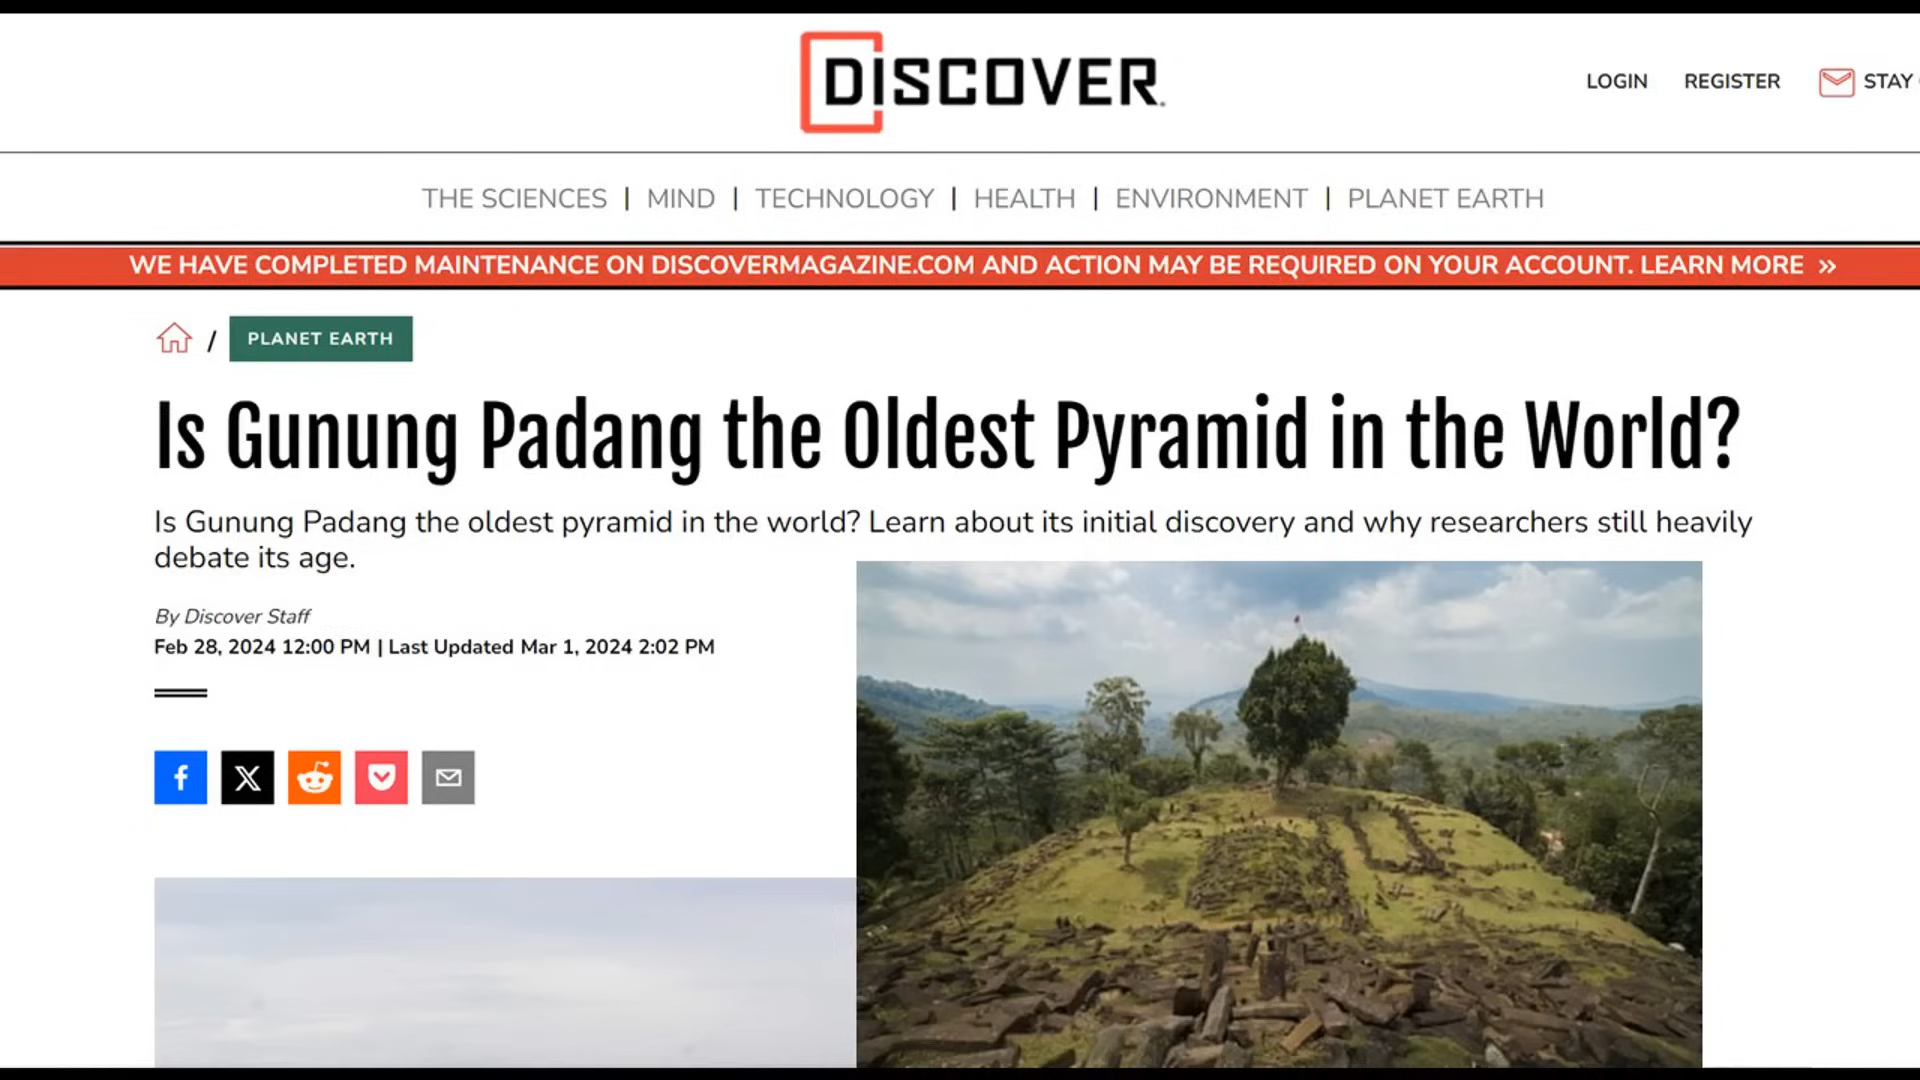 DISCOVER.
LOGIN REGISTER STAY
THE SCIENCES | MIND | TECHNOLOGY | HEALTH | ENVIRONMENT | PLANET EARTH
WE HAVE COMPLETED MAINTENANCE ON DISCOVERMAGAZINE.COM AND ACTION MAY BE REQUIRED ON YOUR ACCOUNT. LEARN MORE »
/ PLANET EARTH
Is Gunung Padang the Oldest Pyramid in the World?
Is Gunung Padang the oldest pyramid in the world? Learn about its initial discovery and why researchers still heavily
debate its age.
By Discover Staff
Feb 28, 2024 12:00 PM | Last Updated Mar 1, 2024 2:02 PM